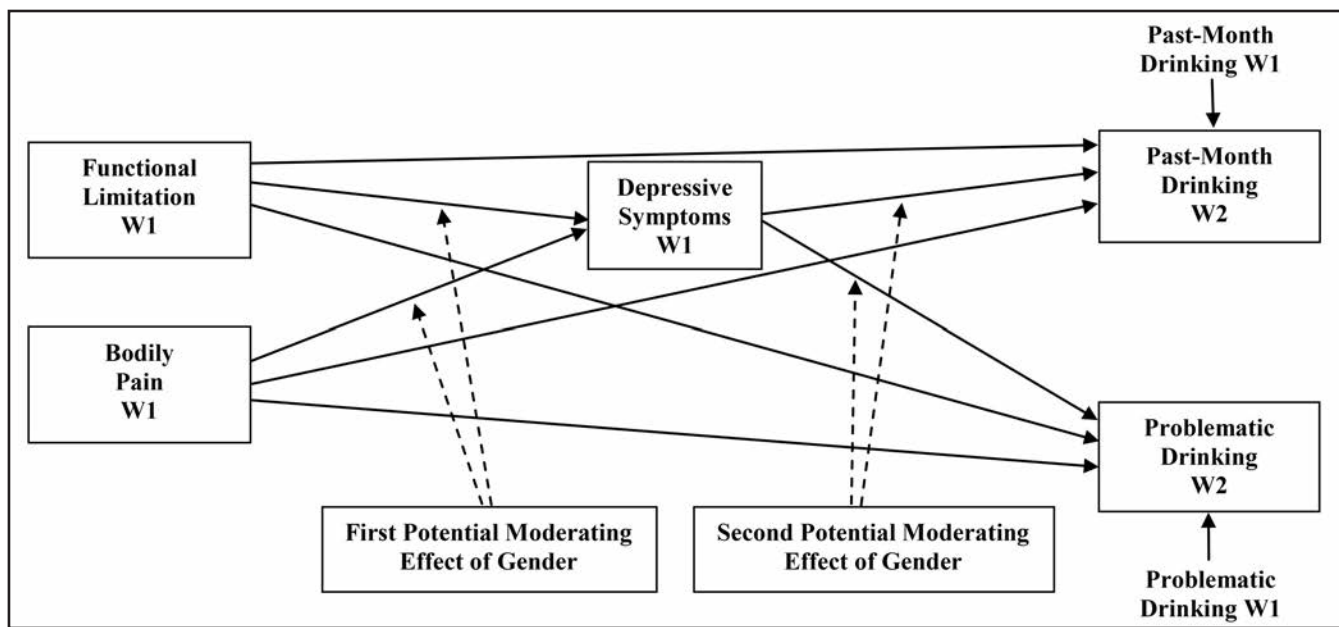 Past-Month
Drinking W1
Functional
Limitation
W1
Depressive
Symptoms
W1
Past-Month
Drinking
W2
Bodily
Pain
W1
Problematic
Drinking
W2
First Potential Moderating
Effect of Gender
Second Potential Moderating
Effect of Gender
Problematic
Drinking W1